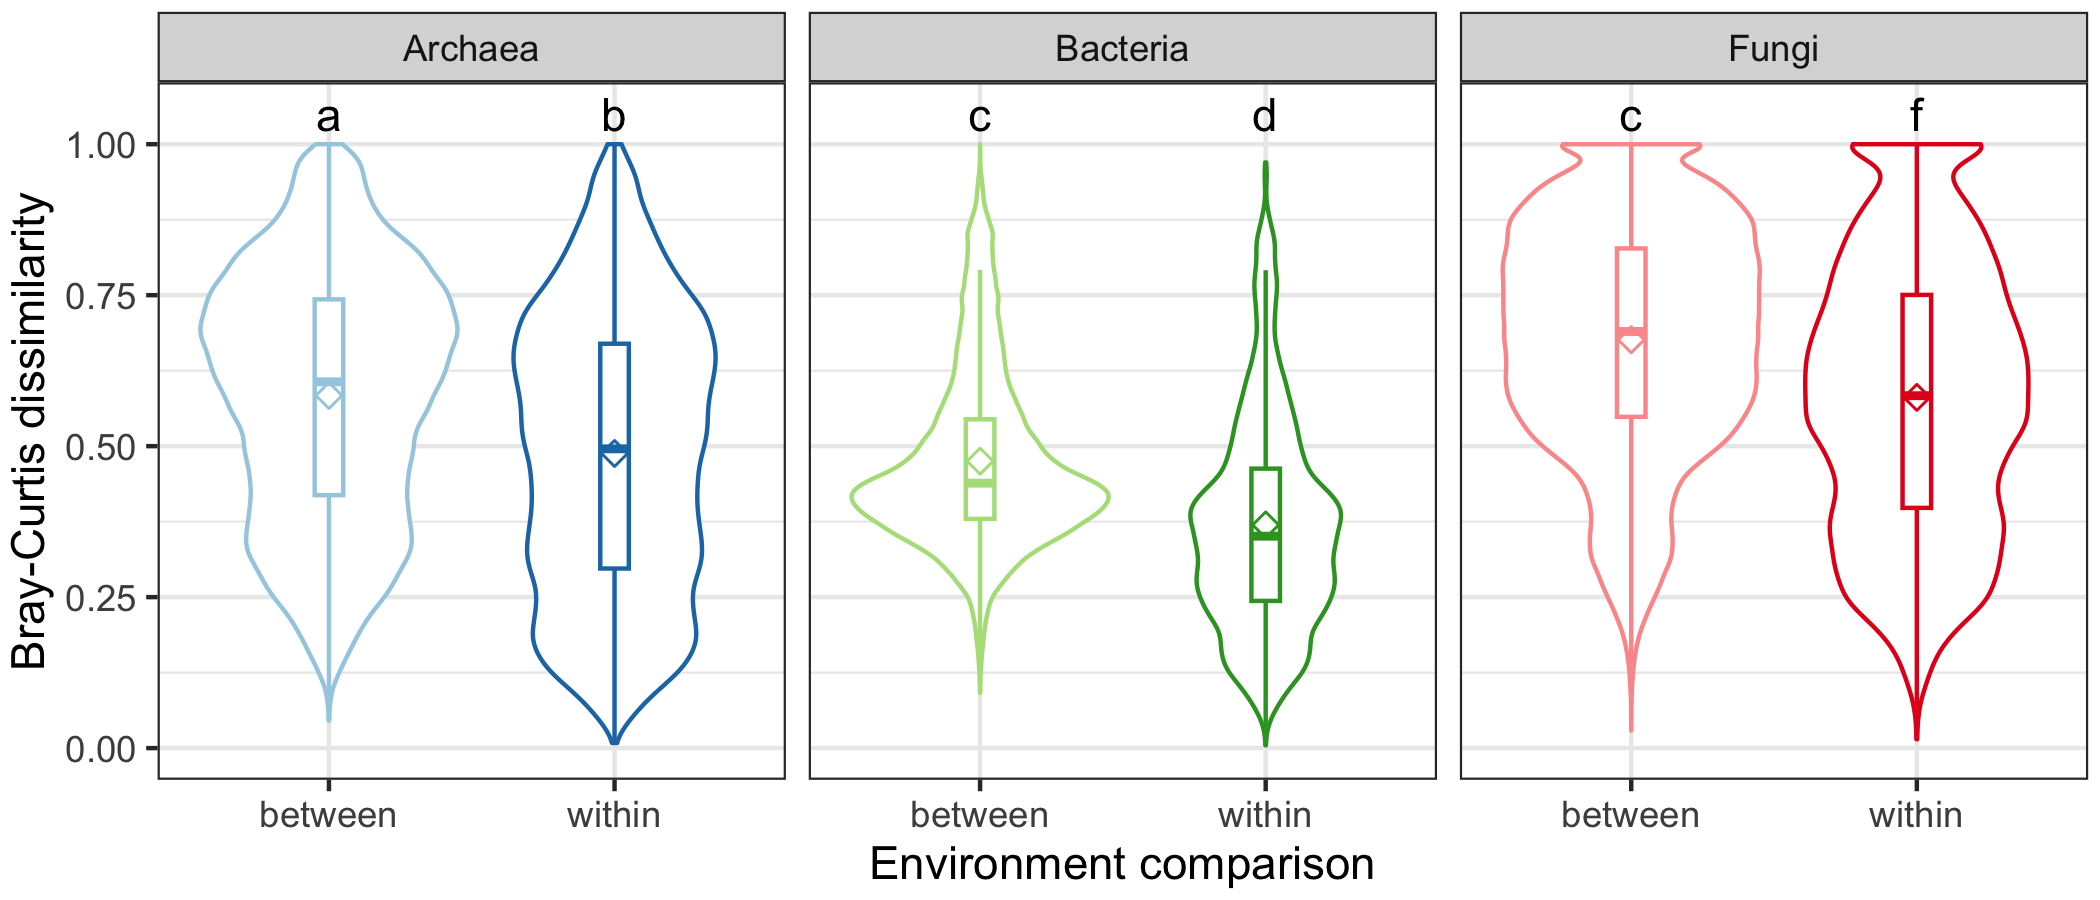 Archaea Bacteria Fungi
a b c d c f
1.00
0.75
0.50
0.25
0.00
Bray-Curtis dissimilarity
between within between within between within
Environment comparison